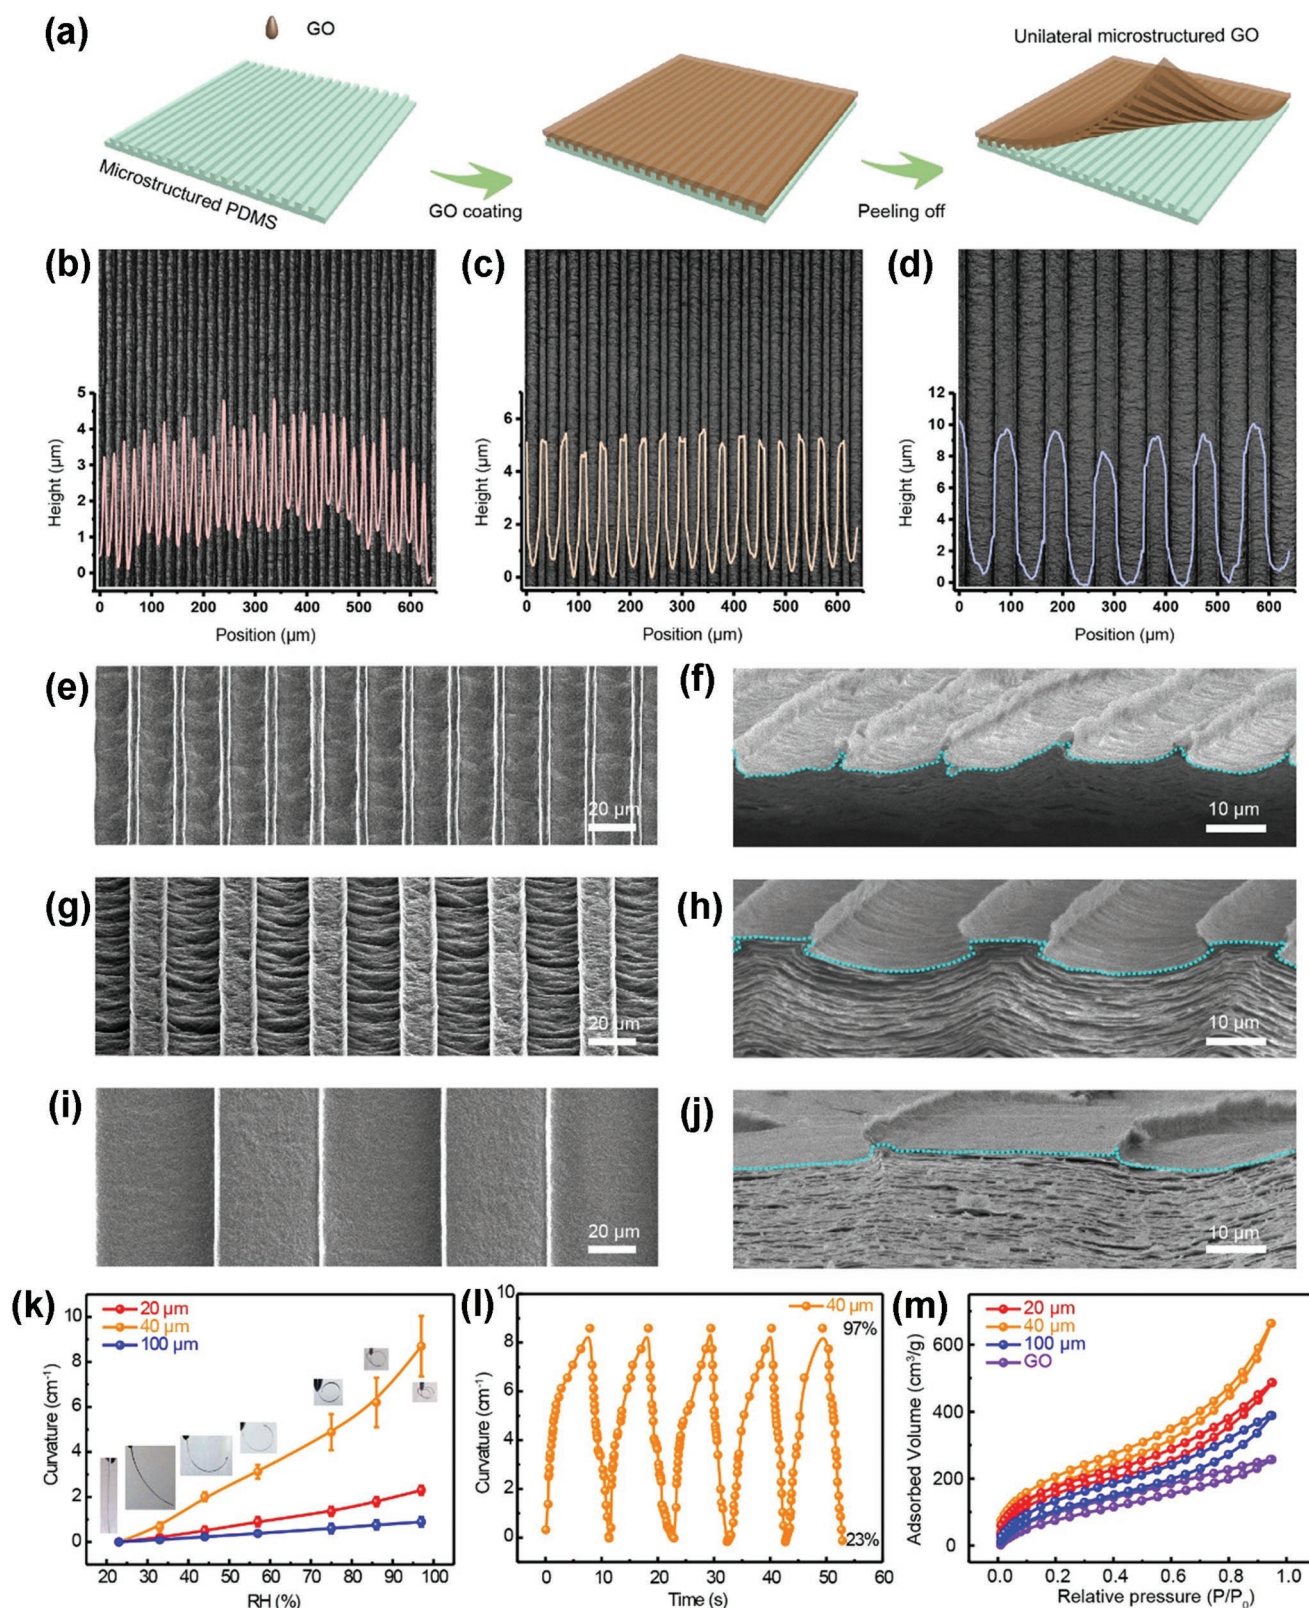 (a)
GO
Unilateral microstructured GO
Microstructured PDMS
GO coating
Peeling off
(b)
(c)
(d)
5
4
3
2
1
0
Height (µm)
0 100 200 300 400 500 600
Position (µm)
6
4
2
0
Height (µm)
0 100 200 300 400 500 600
Position (µm)
12
10
8
6
4
2
0
Height (µm)
0 100 200 300 400 500 600
Position (µm)
(e)
20 µm
(f)
10 µm
(g)
20 µm
(h)
10 µm
(i)
20 µm
(j)
10 µm
(k)
20 µm
40 µm
100 µm
10
8
6
4
2
0
Curvature (cm⁻¹)
20 30 40 50 60 70 80 90 100
RH (%)
(l)
40 µm
97%
23%
10
9
8
7
6
5
4
3
2
1
0
Curvature (cm⁻¹)
0 10 20 30 40 50 60
Time (s)
(m)
20 µm
40 µm
100 µm
GO
600
400
200
0
Adsorbed Volume (cm³/g)
0.0 0.2 0.4 0.6 0.8 1.0
Relative pressure (P/P₀)